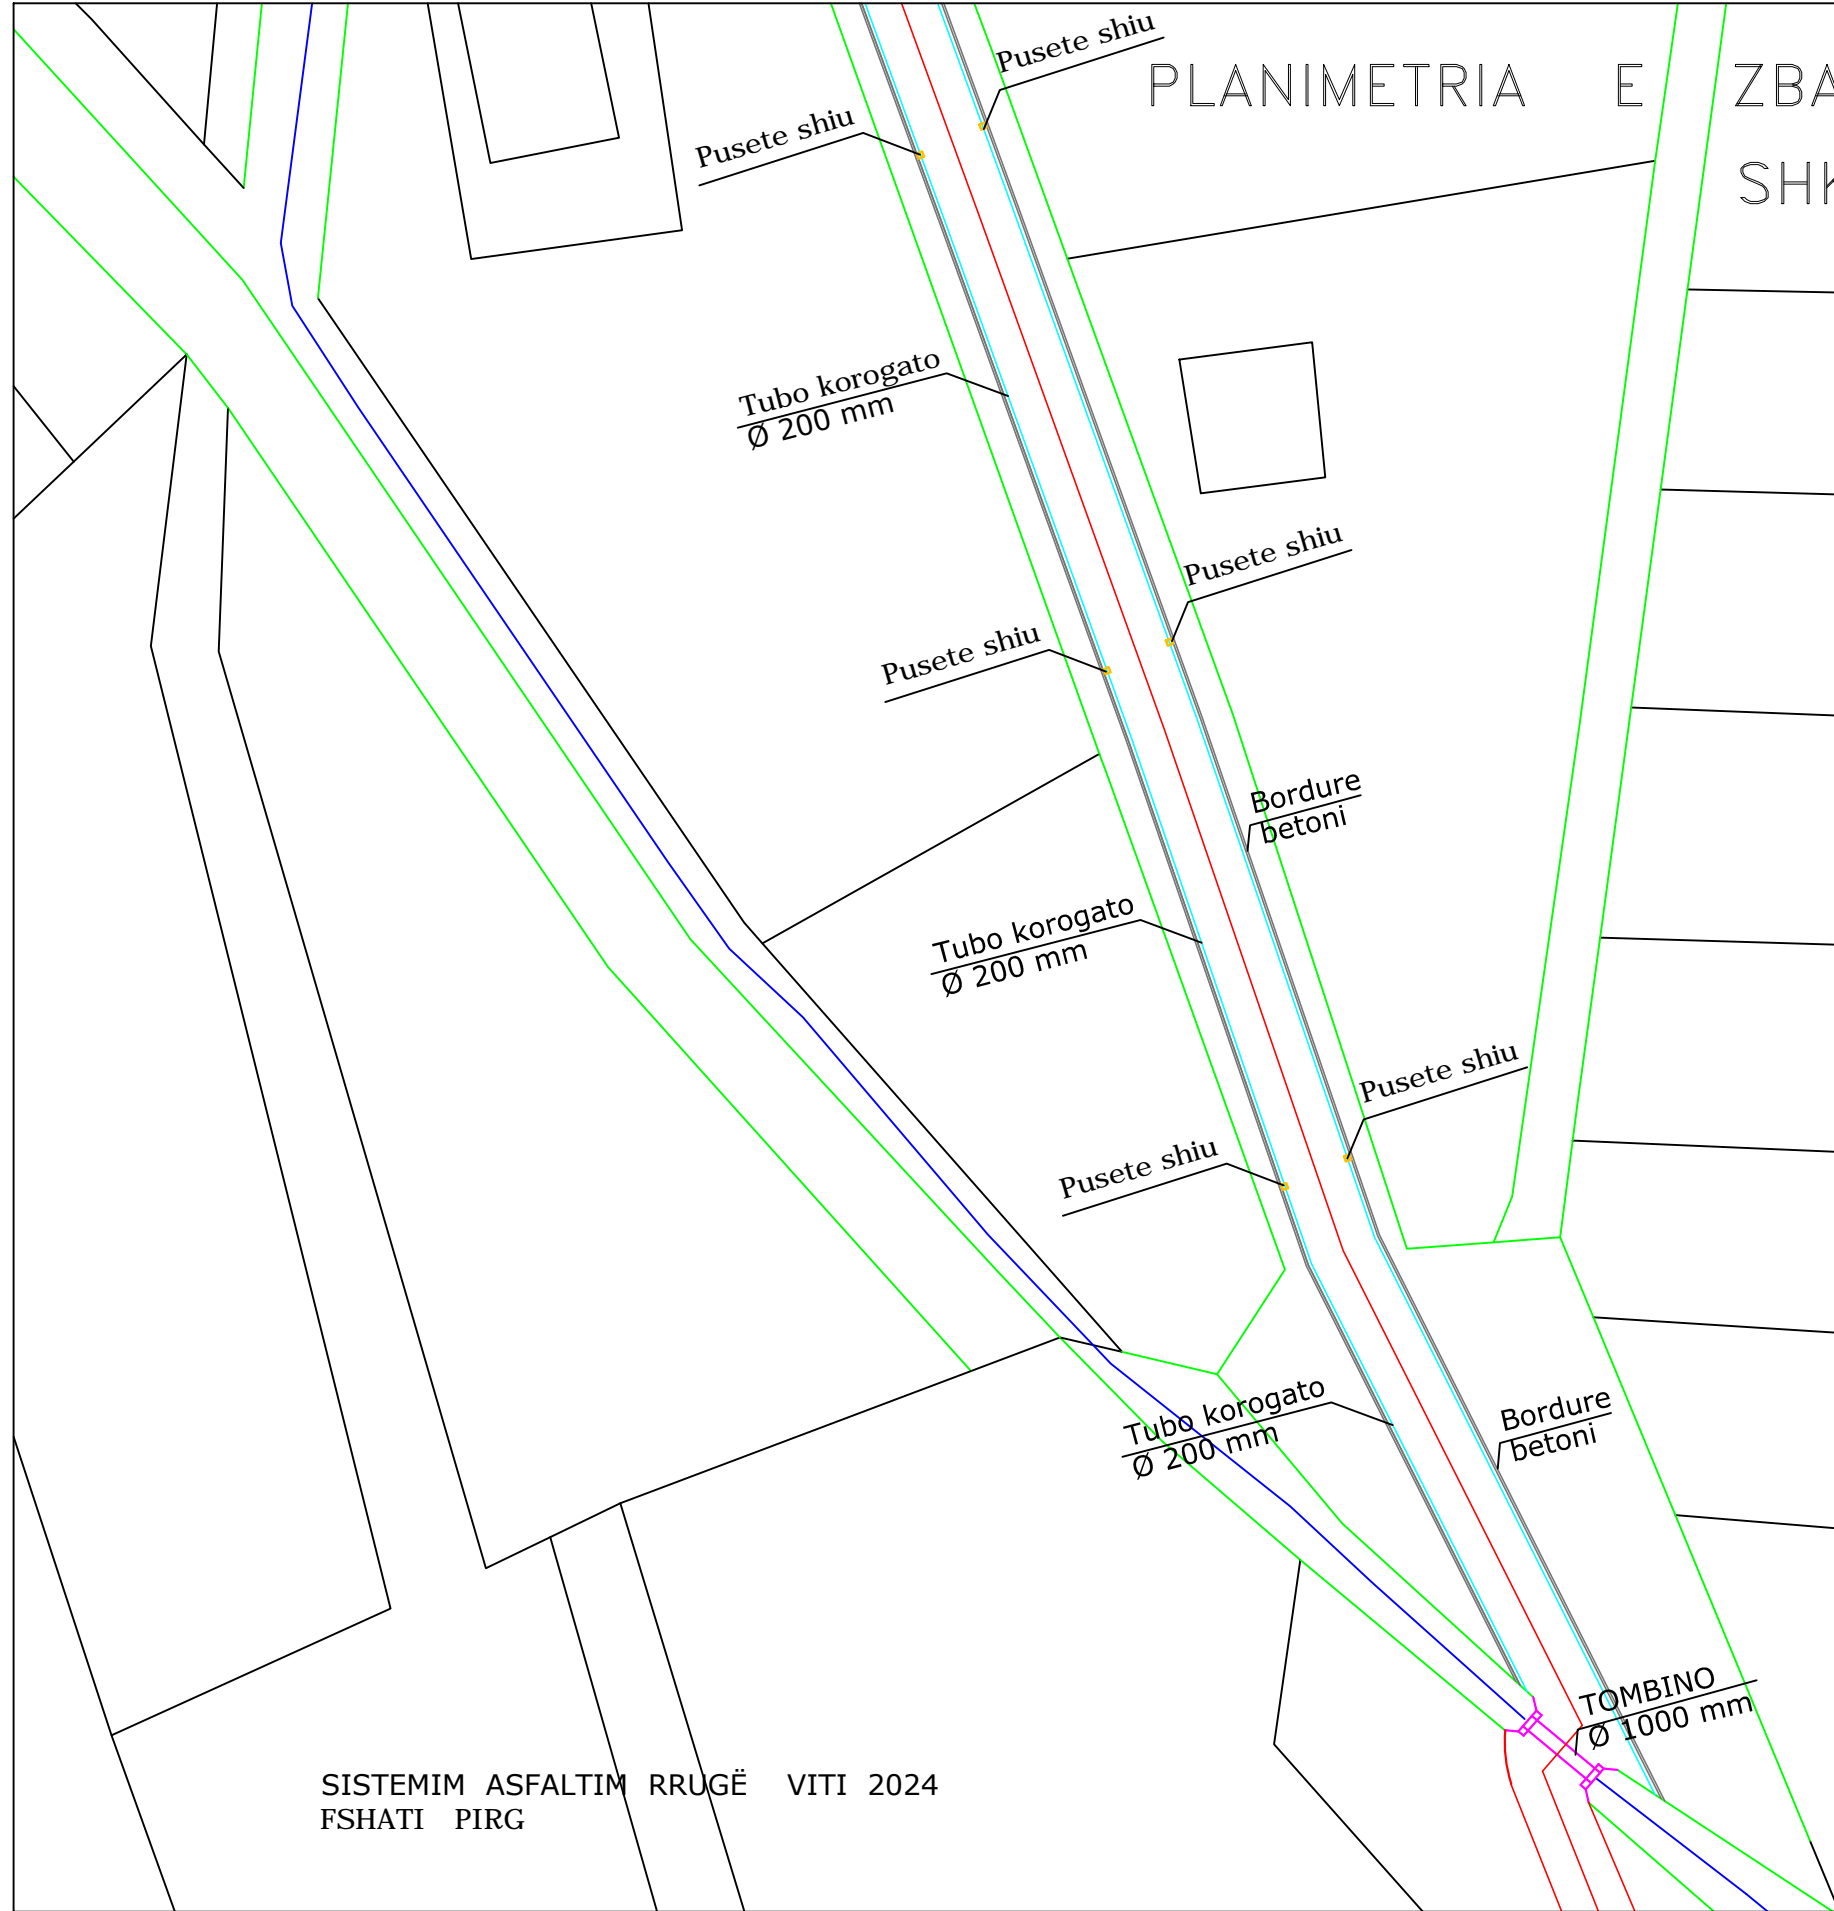 Pusete shiu
PLANIMETRIA E
Pusete shiu
Tubo korogato
Ø 200 mm
Pusete shiu
Pusete shiu
Bordure
betoni
Tubo korogato
Ø 200 mm
Pusete shiu
Pusete shiu
Tubo korogato
Ø 200 mm
Bordure
betoni
TOMBINO
Ø 1000 mm
SISTEMIM ASFALTIM RRUGË VITI 2024
FSHATI PIRG